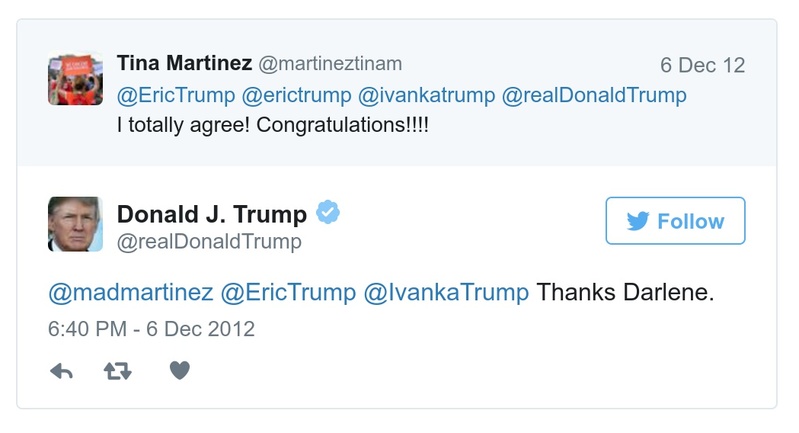 Tina Martinez @martineztinam 6 Dec 12
@EricTrump @erictrump @ivankatrump @realDonaldTrump
I totally agree! Congratulations!!!!
Donald J. Trump
@realDonaldTrump
Follow
@madmartinez @EricTrump @IvankaTrump Thanks Darlene.
6:40 PM - 6 Dec 2012